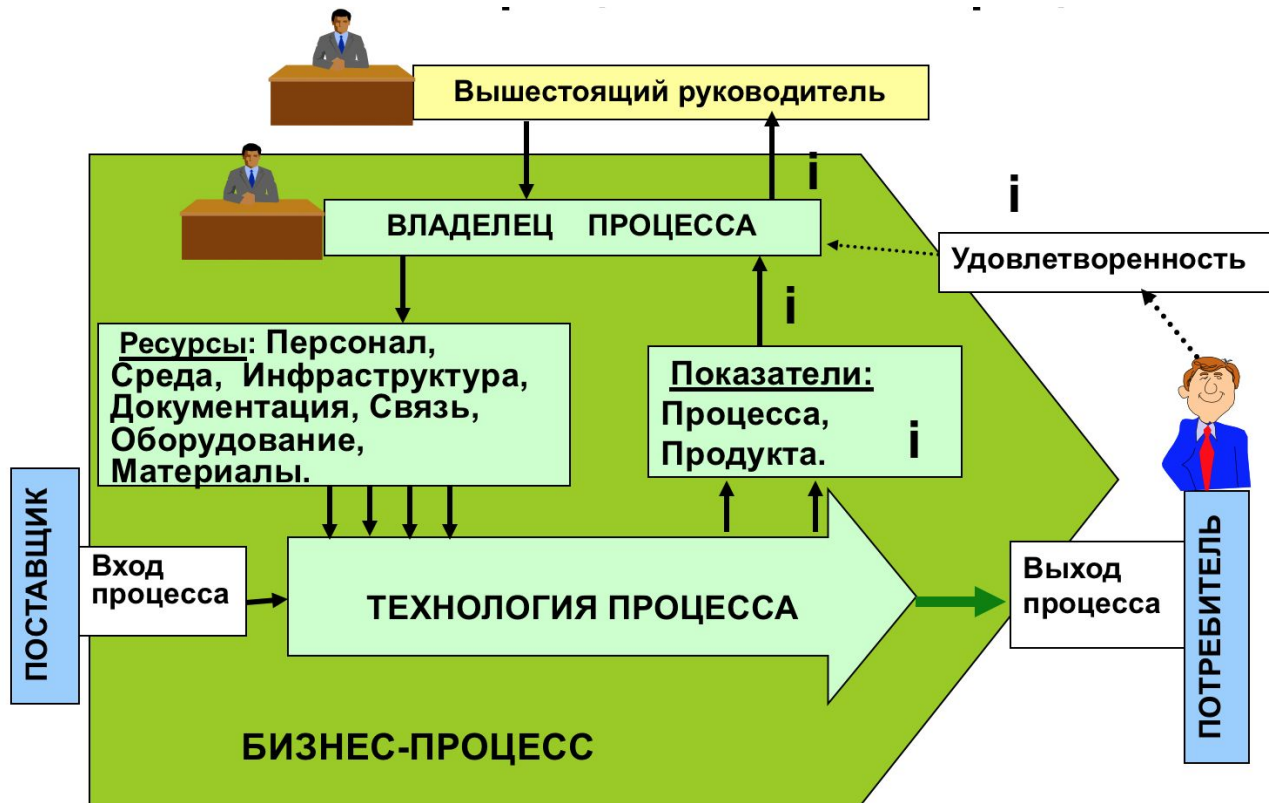 Вышестоящий руководитель
i
i
ВЛАДЕЛЕЦ ПРОЦЕССА
Удовлетворенность
i
Ресурсы: Персонал,
Среда, Инфраструктура,
Документация, Связь,
Оборудование,
Материалы.
Показатели:
Процесса,
Продукта.
i
ПОСТАВЩИК
Вход
процесса
ТЕХНОЛОГИЯ ПРОЦЕССА
Выход
процесса
ПОТРЕБИТЕЛЬ
БИЗНЕС-ПРОЦЕСС